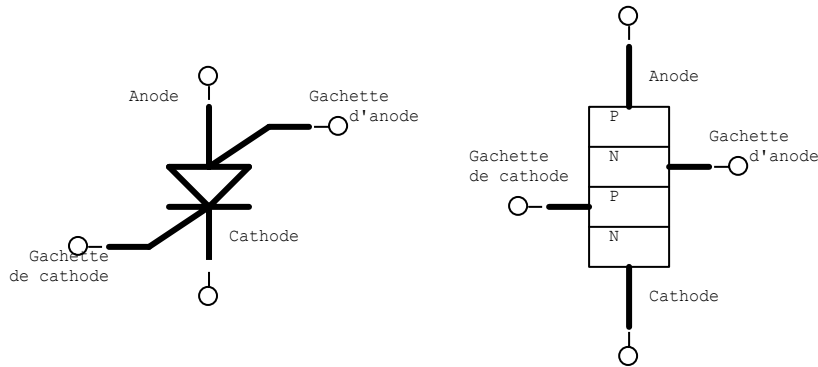 Anode
Gachette
d'anode
Cathode
Gachette
de cathode
Anode
P
N
P
N
Gachette
d'anode
Gachette
de cathode
Cathode